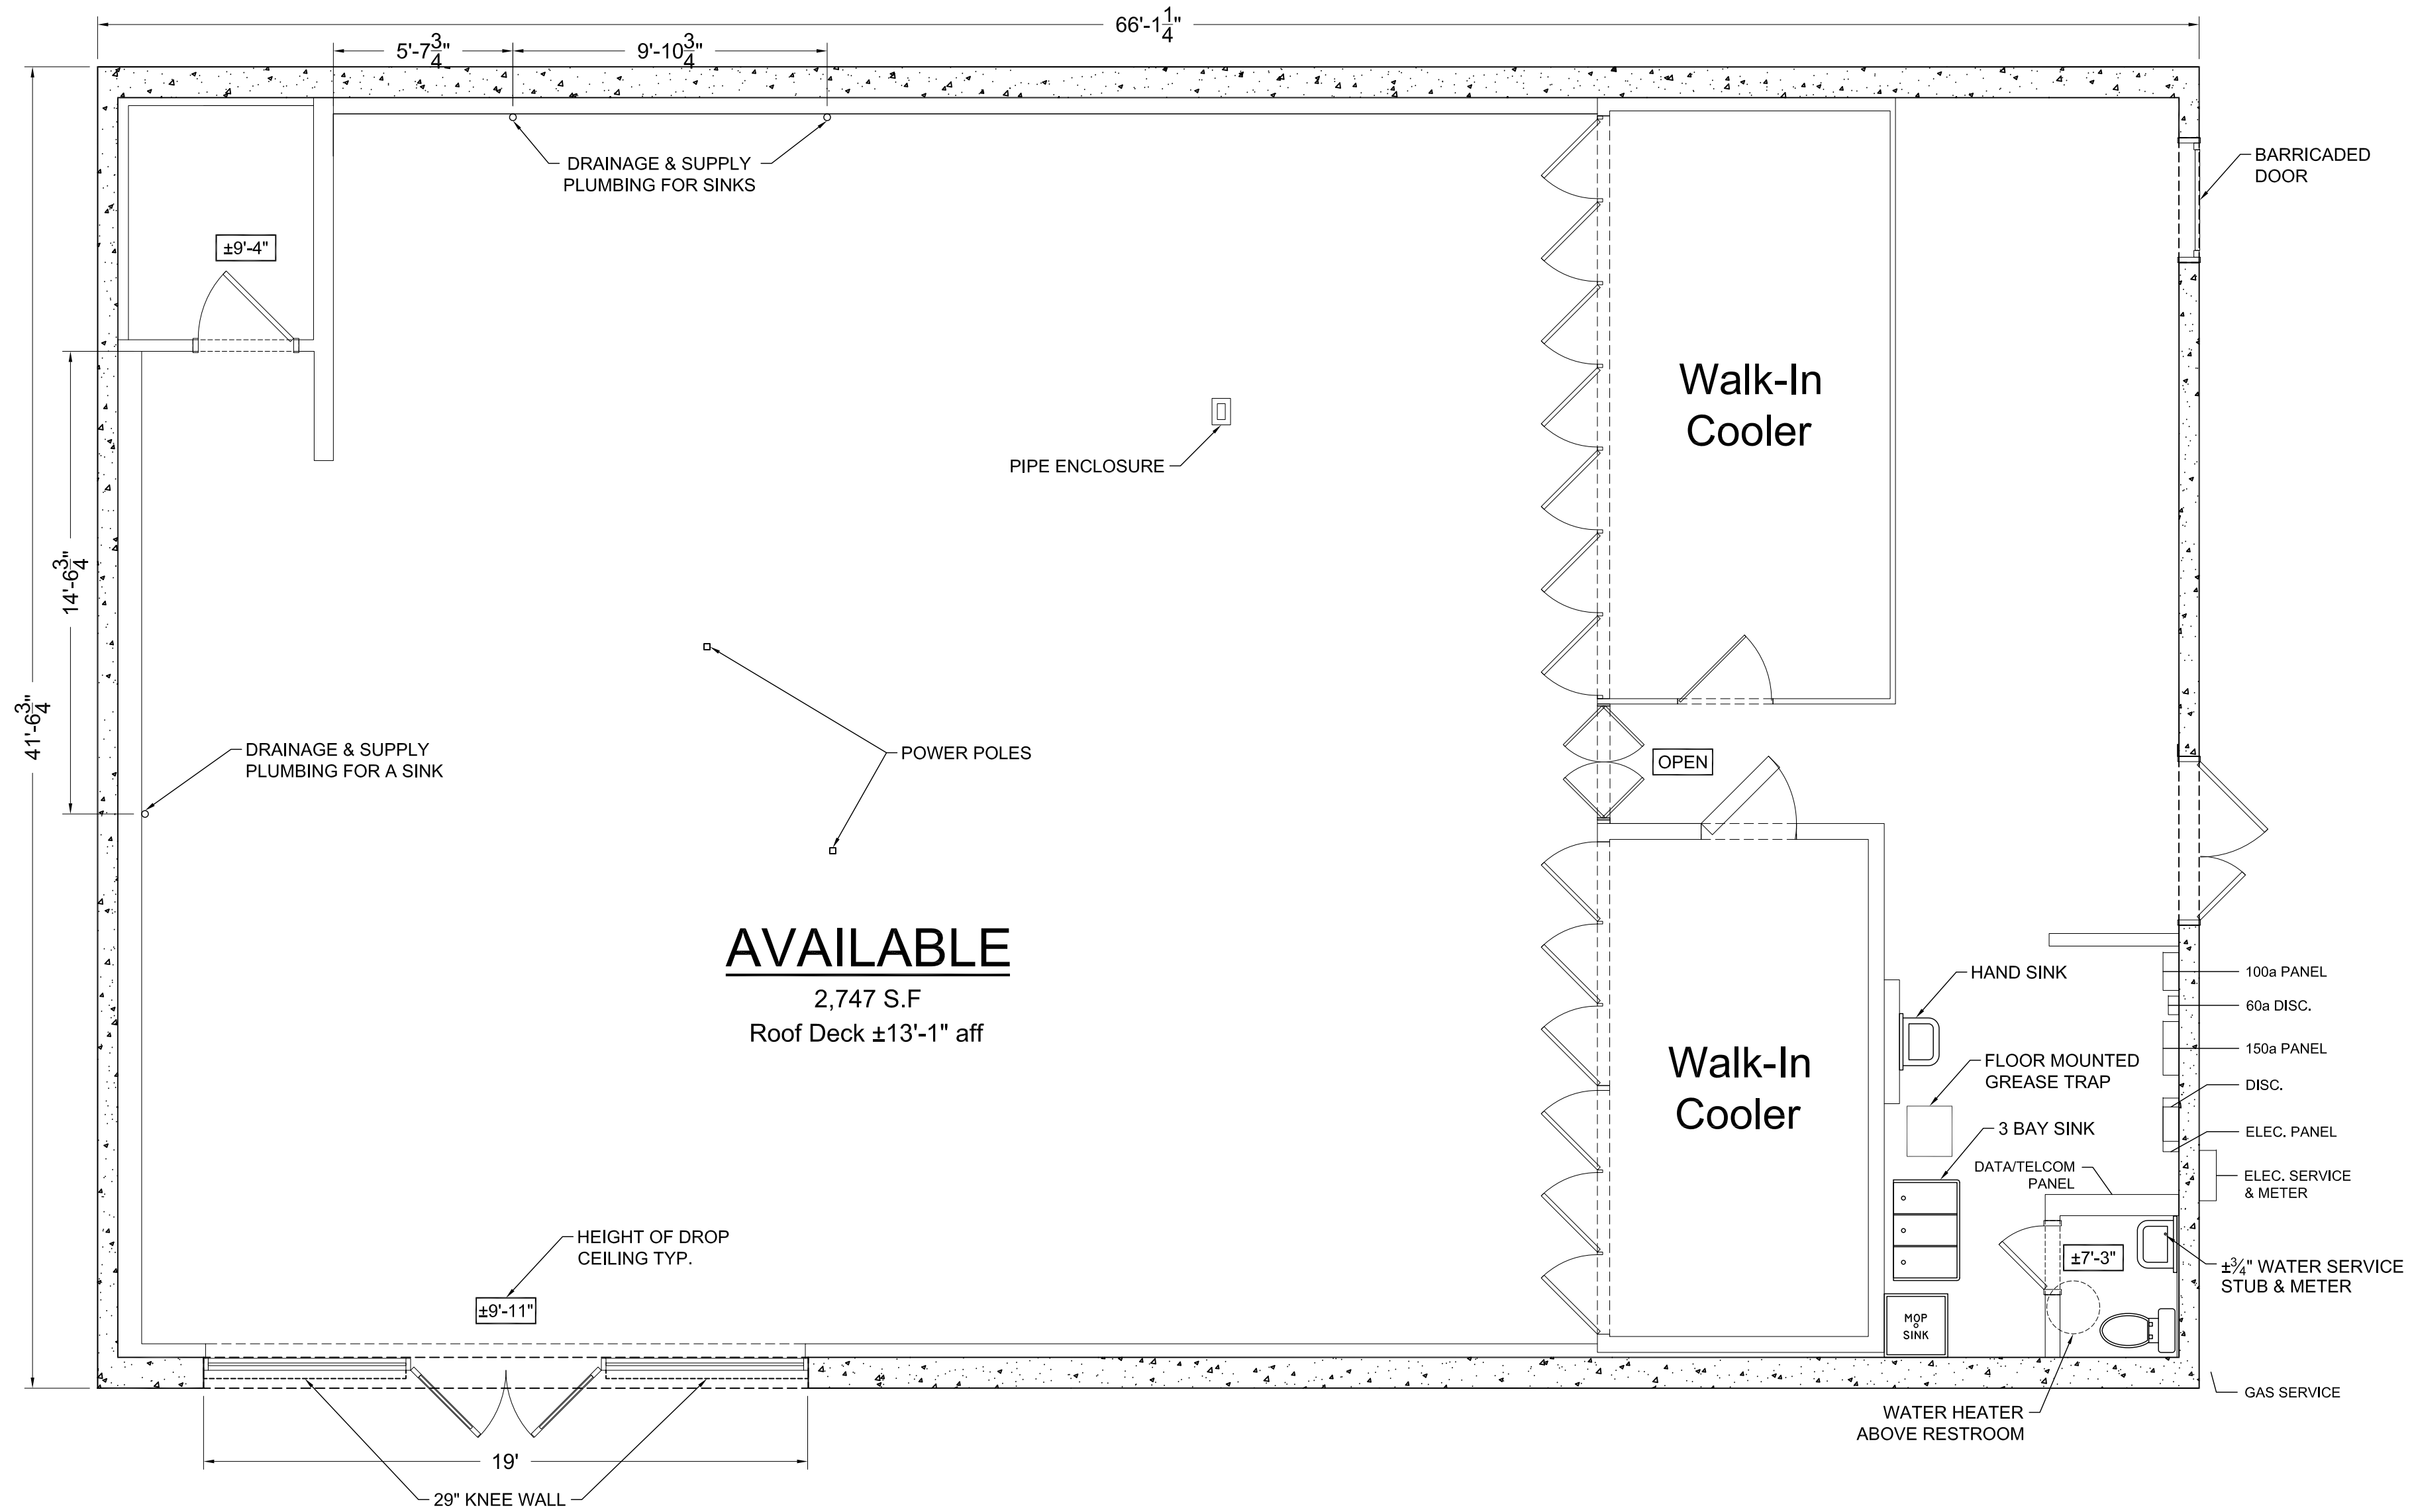 66'-1 1/4"
5'-7 3/4"
9'-10 3/4"
DRAINAGE & SUPPLY
PLUMBING FOR SINKS
BARRICADED
DOOR
±9'-4"
Walk-In
Cooler
PIPE ENCLOSURE
14'-6 3/4"
41'-6 3/4"
DRAINAGE & SUPPLY
PLUMBING FOR A SINK
POWER POLES
OPEN
AVAILABLE
2,747 S.F
Roof Deck ±13'-1" aff
HAND SINK
100a PANEL
60a DISC.
150a PANEL
Walk-In
Cooler
FLOOR MOUNTED
GREASE TRAP
DISC.
3 BAY SINK
ELEC. PANEL
DATA/TELCOM
PANEL
ELEC. SERVICE
& METER
HEIGHT OF DROP
CEILING TYP.
±9'-11"
±7'-3"
±3/4" WATER SERVICE
STUB & METER
MOP
SINK
GAS SERVICE
WATER HEATER
ABOVE RESTROOM
19'
29" KNEE WALL